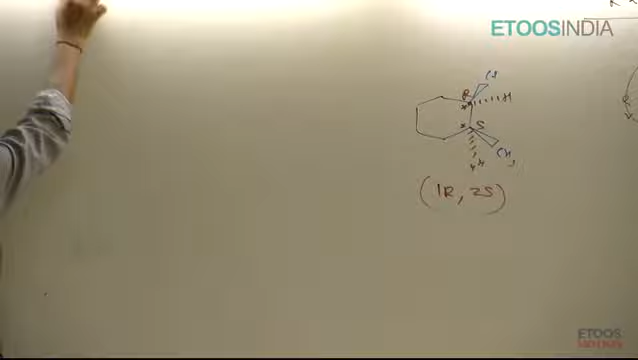 ETOOSINDIA
Cl
R
H
S
CH3
H
(1R, 2S)
ETOOS